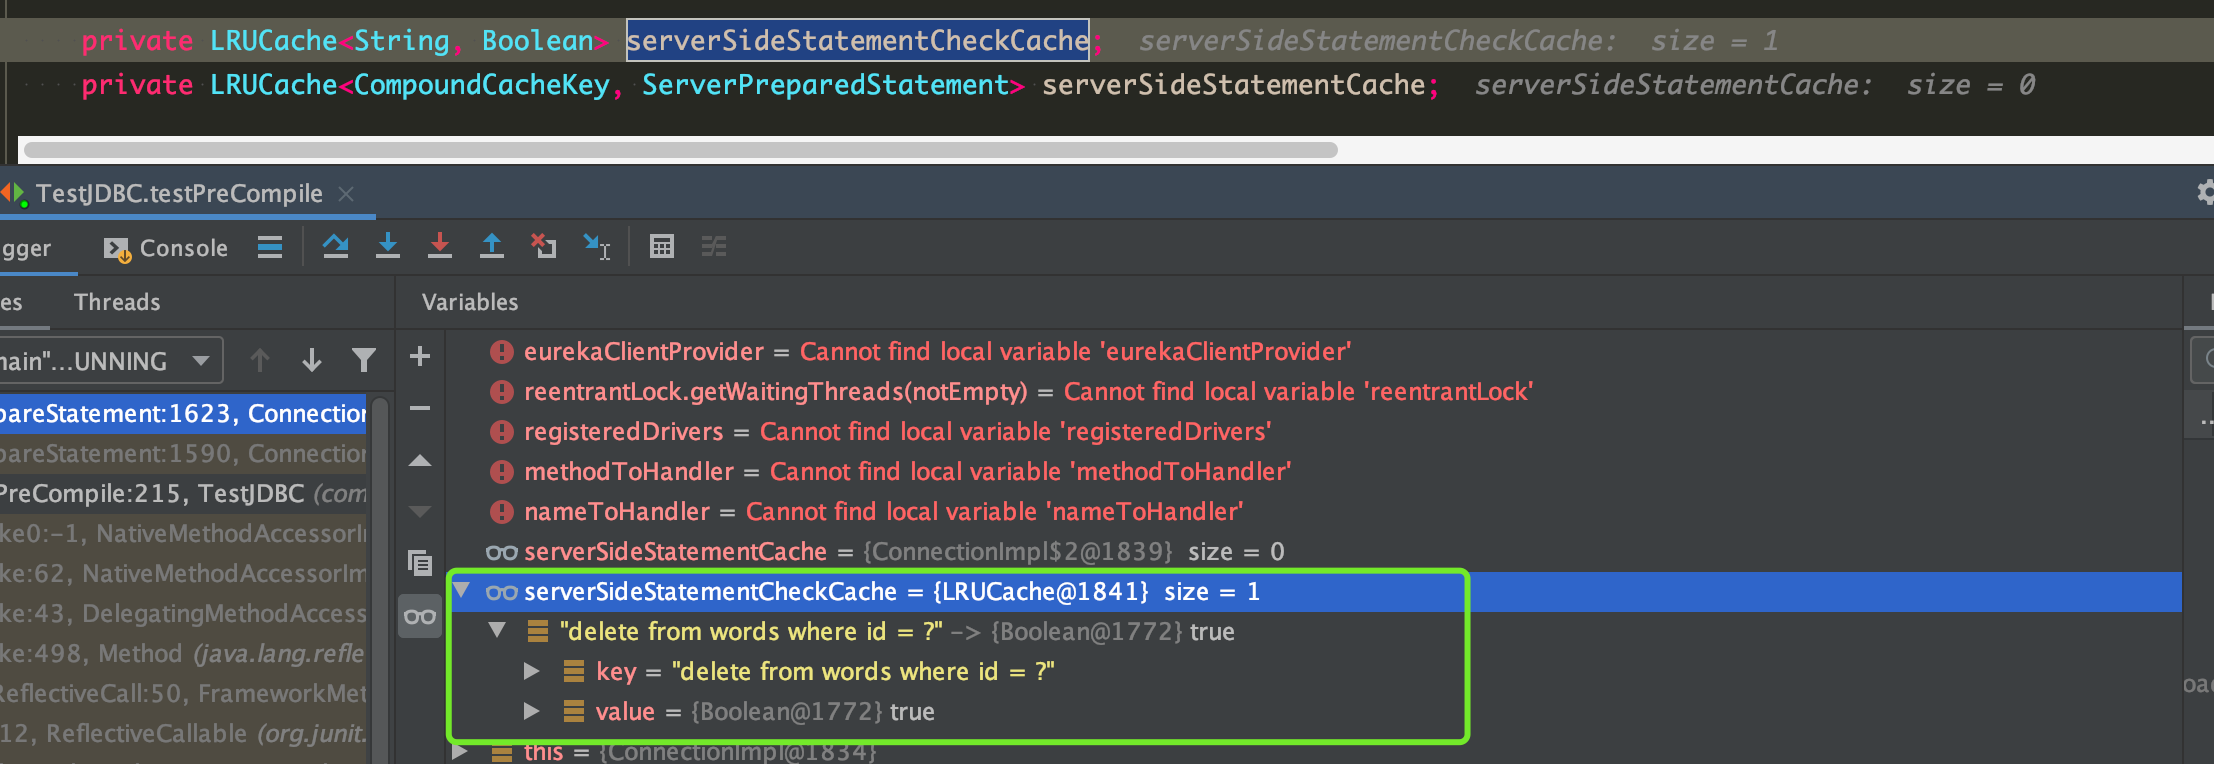 private LRUCache<String, Boolean> serverSideStatementCheckCache; serverSideStatementCheckCache: size = 1
private LRUCache<CompoundCacheKey, ServerPreparedStatement> serverSideStatementCache; serverSideStatementCache: size = 0
TestJDBC.testPreCompile
gger Console
es Threads Variables
nain"...UNNING
eurekaClientProvider = Cannot find local variable 'eurekaClientProvider'
reentrantLock.getWaitingThreads(notEmpty) = Cannot find local variable 'reentrantLock'
registeredDrivers = Cannot find local variable 'registeredDrivers'
methodToHandler = Cannot find local variable 'methodToHandler'
nameToHandler = Cannot find local variable 'nameToHandler'
serverSideStatementCache = {ConnectionImpl$2@1839} size = 0
serverSideStatementCheckCache = {LRUCache@1841} size = 1
"delete from words where id = ?" -> {Boolean@1772} true
key = "delete from words where id = ?"
value = {Boolean@1772} true
this = {ConnectionImpl@1834}
pareStatement:1623, Connection
pareStatement:1590, Connection
PreCompile:215, TestJDBC (com
ke0:-1, NativeMethodAccessorI
ke:62, NativeMethodAccessorIm
ke:43, DelegatingMethodAccess
ke:498, Method (java.lang.refle
ReflectiveCall:50, FrameworkMet
12, ReflectiveCallable (org.junit.